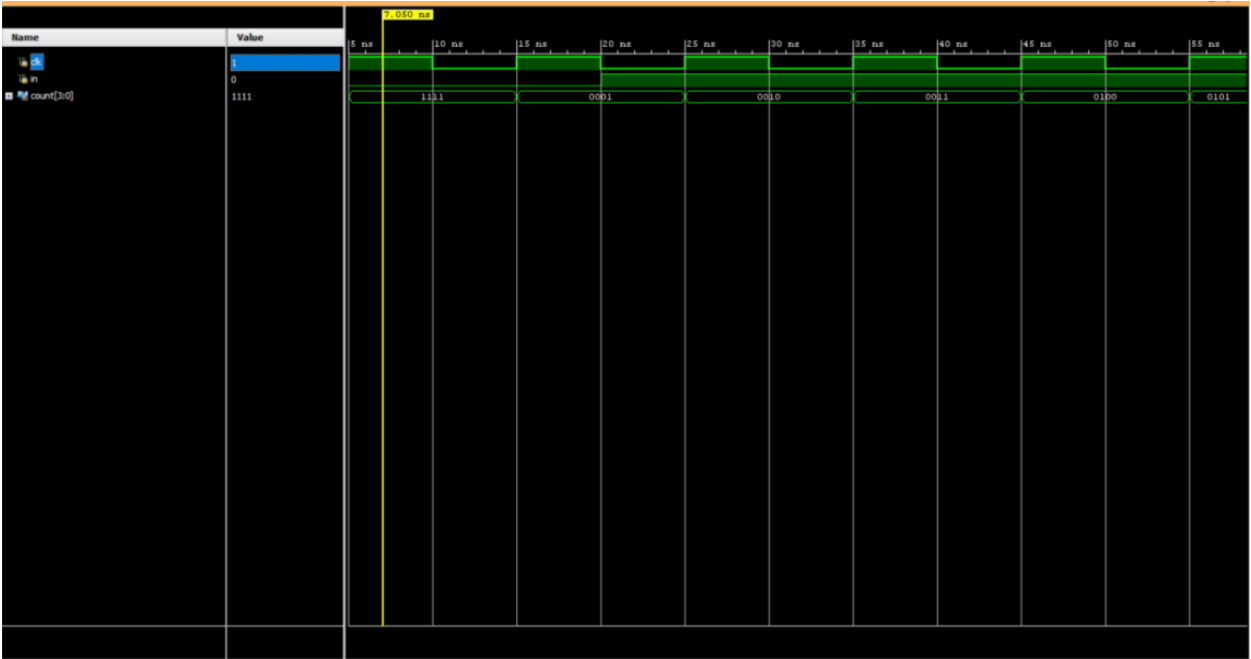 7.050 ns
Name Value
5 ns 10 ns 15 ns 20 ns 25 ns 30 ns 35 ns 40 ns 45 ns 50 ns 55 ns
clk 1
in 0
count[3:0] 1111 1111 0001 0010 0011 0100 0101